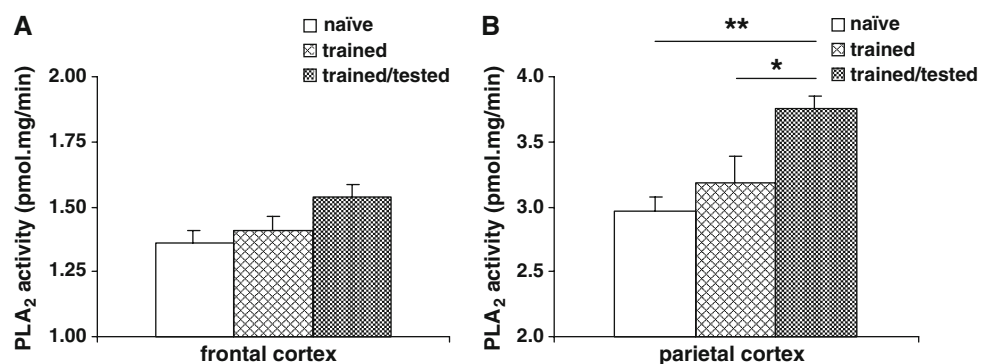 A
naïve
trained
trained/tested
PLA₂ activity (pmol.mg/min)
2.00
1.75
1.50
1.25
1.00
frontal cortex
B
**
*
naïve
trained
trained/tested
PLA₂ activity (pmol.mg/min)
4.0
3.5
3.0
2.5
2.0
parietal cortex